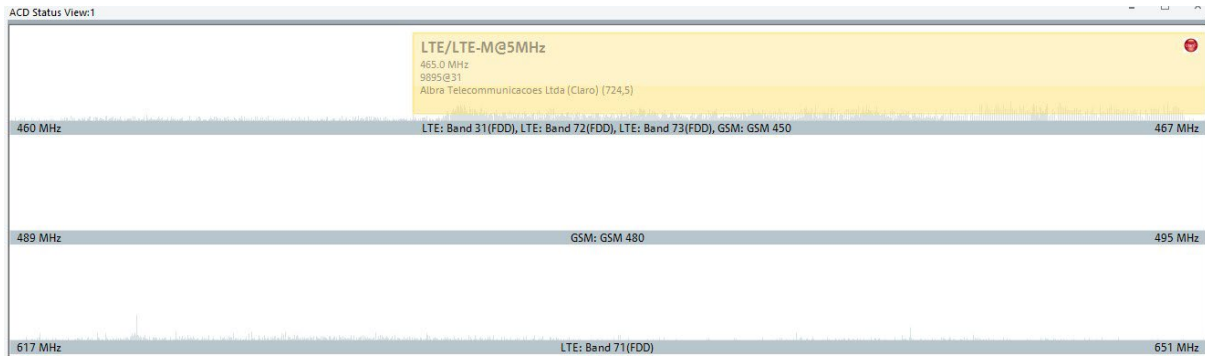 ACD Status View:1
LTE/LTE-M@5MHz
465.0 MHz
9895@31
Albra Telecommunicacoes Ltda (Claro) (724,5)
460 MHz LTE: Band 31(FDD), LTE: Band 72(FDD), LTE: Band 73(FDD), GSM: GSM 450 467 MHz
489 MHz GSM: GSM 480 495 MHz
617 MHz LTE: Band 71(FDD) 651 MHz